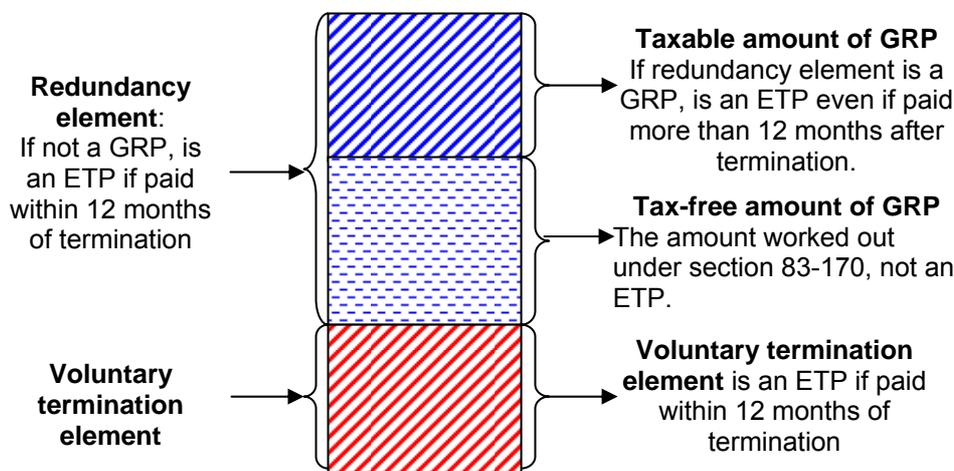 Redundancy
element:
If not a GRP, is
an ETP if paid
within 12 months
of termination
Voluntary
termination
element
Taxable amount of GRP
If redundancy element is a
GRP, is an ETP even if paid
more than 12 months after
termination.
Tax-free amount of GRP
The amount worked out
under section 83-170, not an
ETP.
Voluntary termination
element is an ETP if paid
within 12 months of
termination